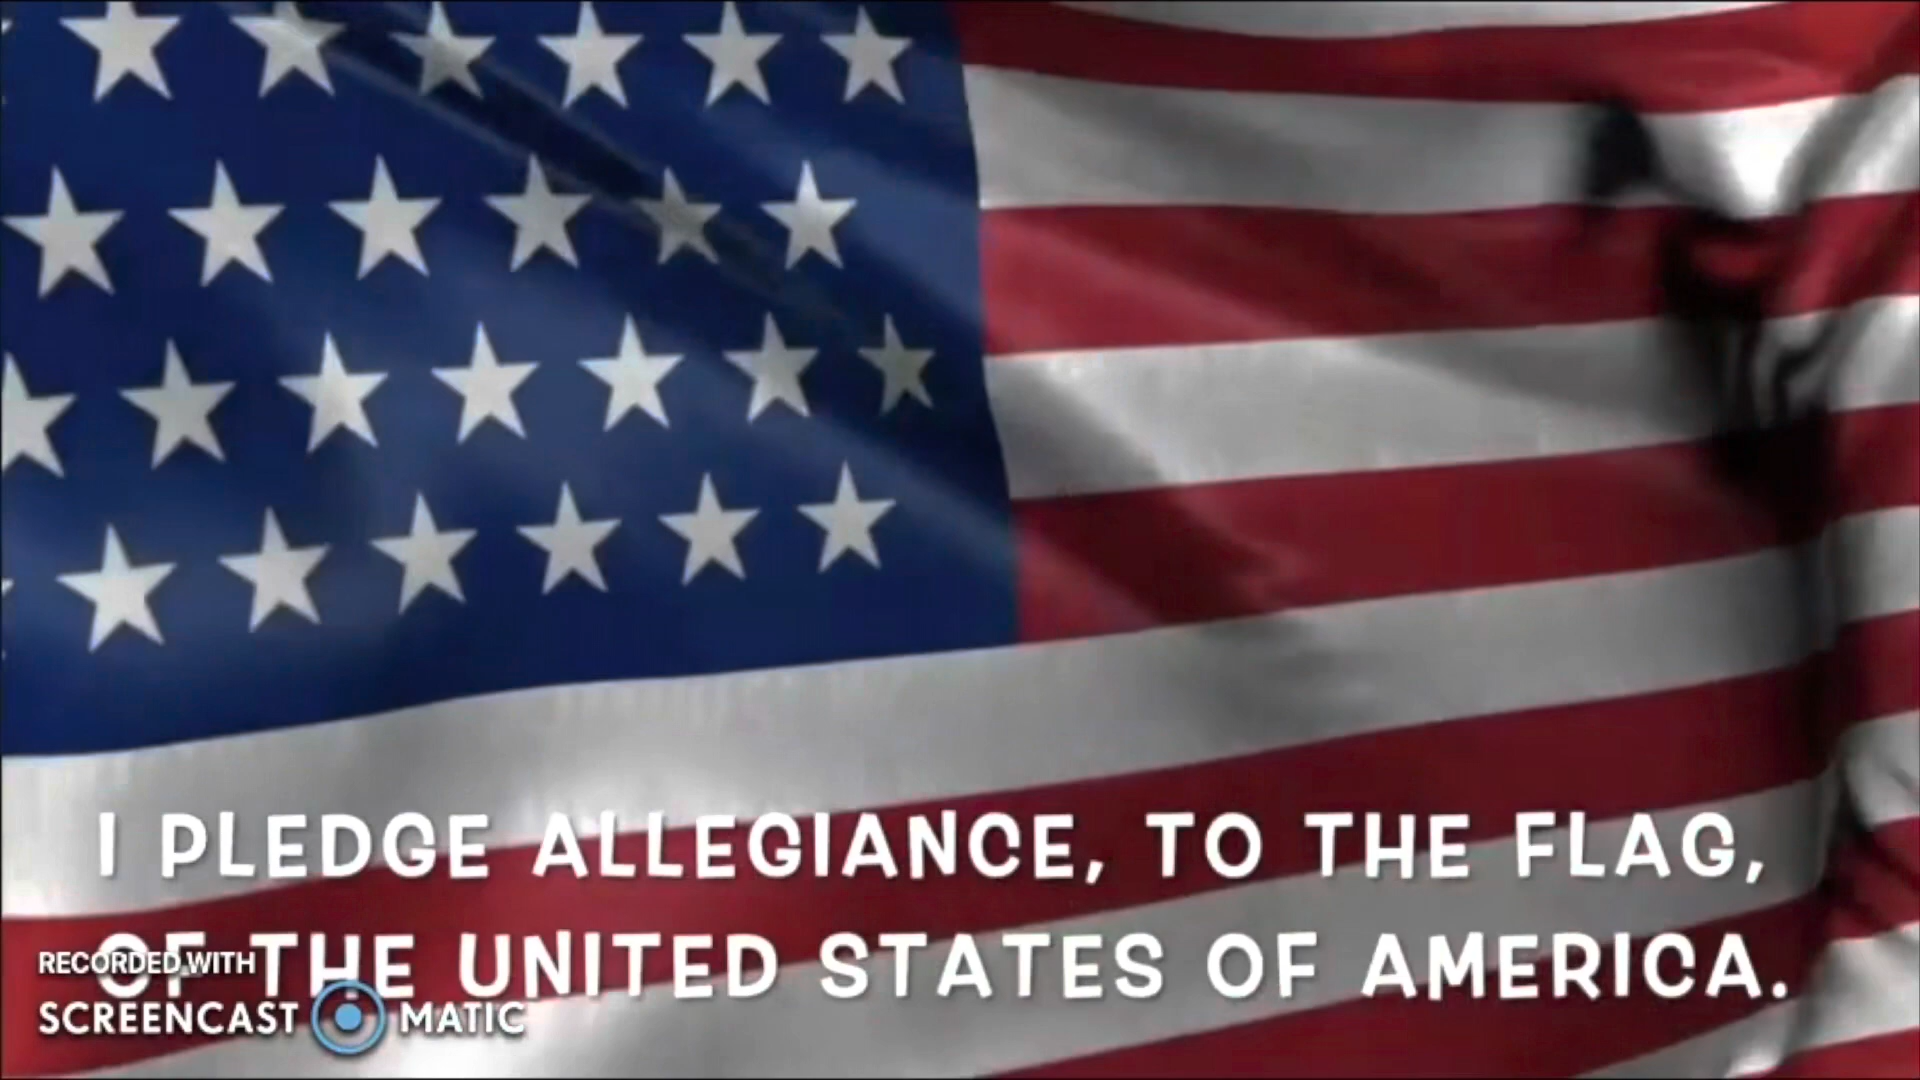 I PLEDGE ALLEGIANCE, TO THE FLAG,
OF THE UNITED STATES OF AMERICA.
RECORDED WITH
SCREENCAST MATIC